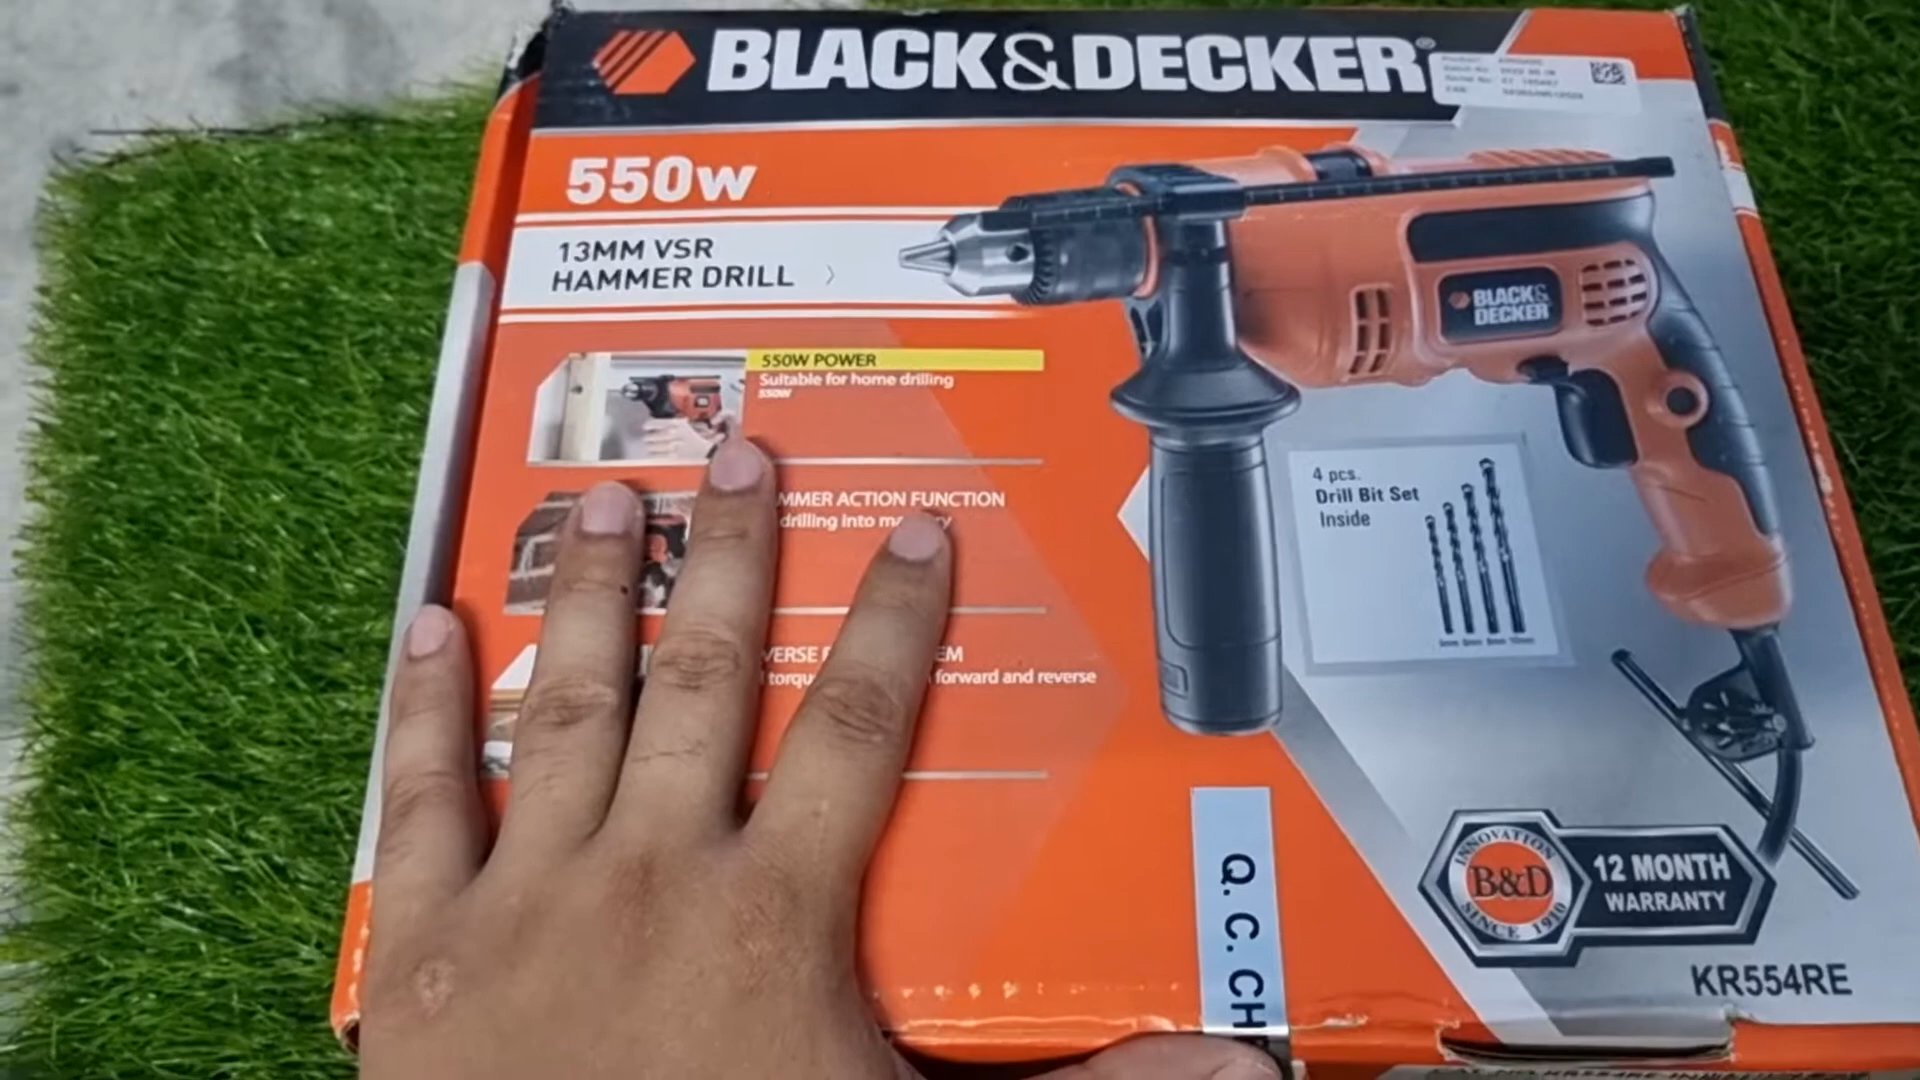 BLACK&DECKER®
550w
13MM VSR
HAMMER DRILL
550W POWER
Suitable for home drilling
550W
MMER ACTION FUNCTION
drilling into
forward and reverse
BLACK&
DECKER
4 pcs.
Drill Bit Set
Inside
INNOVATION
B&D
SINCE 1910
12 MONTH
WARRANTY
KR554RE
Q. C. CH